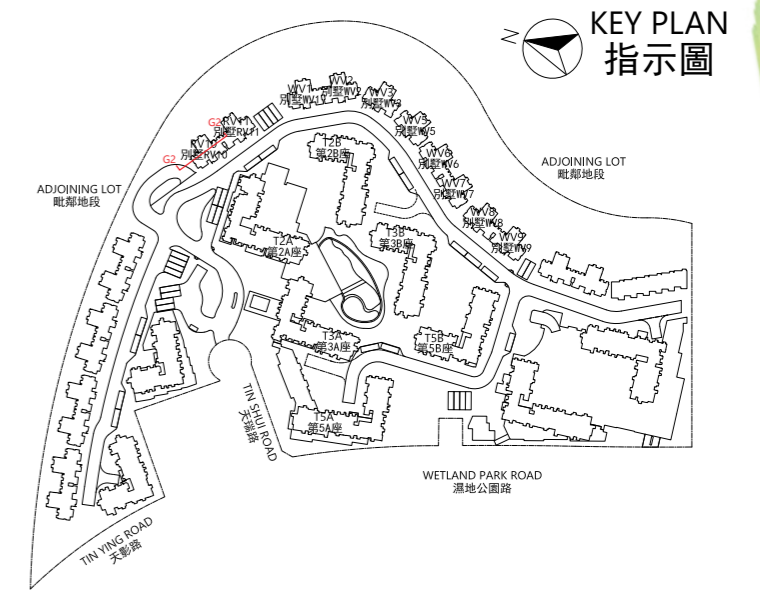 KEY PLAN
指示圖
N
WV1
別墅WV1
WV2
別墅WV2
WV3
別墅WV3
WV5
別墅WV5
WV6
別墅WV6
WV7
別墅WV7
WV8
別墅WV8
WV9
別墅WV9
G2
RV11
別墅RV11
G2
RV10
別墅RV10
ADJOINING LOT
毗鄰地段
ADJOINING LOT
毗鄰地段
T2B
第2B座
T3B
第3B座
T2A
第2A座
T3A
第3A座
T5B
第5B座
T5A
第5A座
TIN SHUI ROAD
天瑞路
WETLAND PARK ROAD
濕地公園路
TIN YING ROAD
天影路